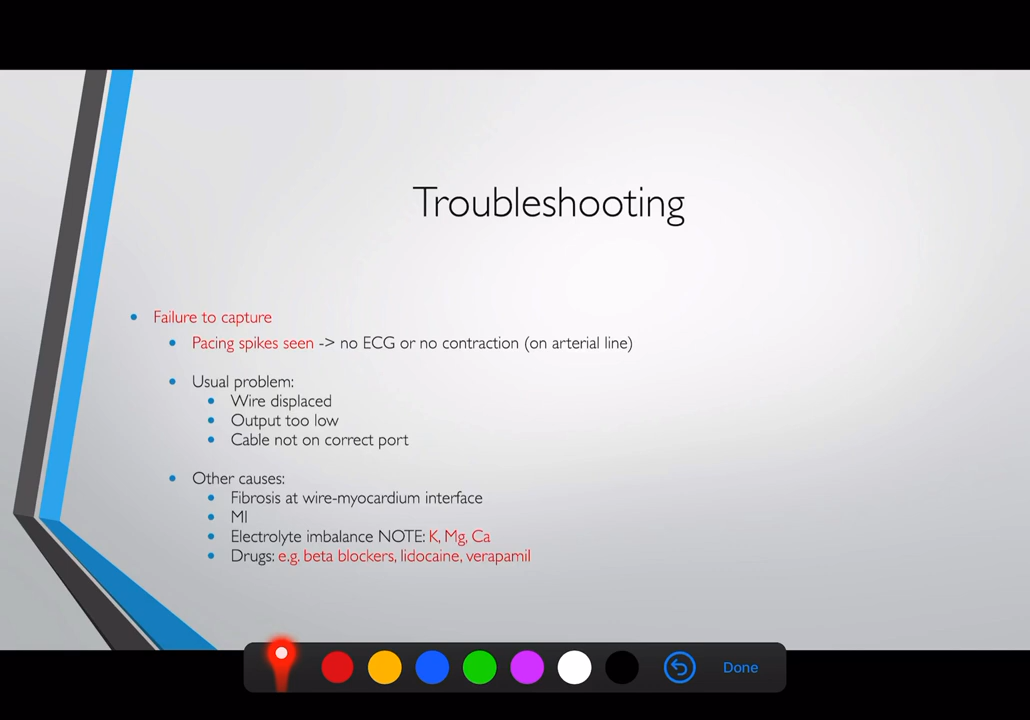 Troubleshooting
Failure to capture
Pacing spikes seen -> no ECG or no contraction (on arterial line)
Usual problem:
Wire displaced
Output too low
Cable not on correct port
Other causes:
Fibrosis at wire-myocardium interface
MI
Electrolyte imbalance NOTE: K, Mg, Ca
Drugs: e.g. beta blockers, lidocaine, verapamil
Done